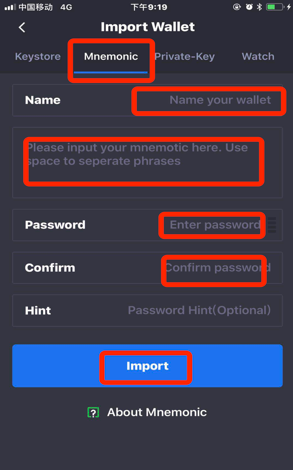 中国移动 4G 下午9:19
Import Wallet
Keystore Mnemonic Private-Key Watch
Name Name your wallet
Please input your mnemotic here. Use
space to seperate phrases
Password Enter password
Confirm Confirm password
Hint Password Hint(Optional)
Import
? About Mnemonic